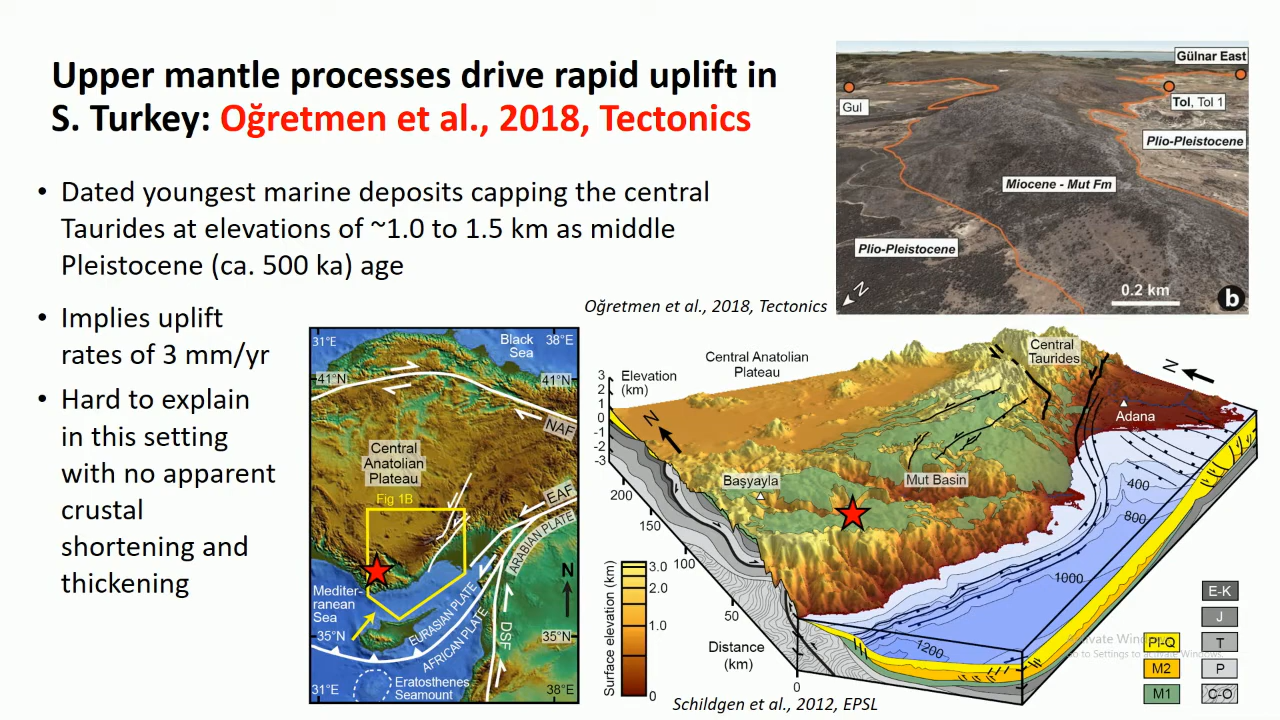 Upper mantle processes drive rapid uplift in
S. Turkey: Oğretmen et al., 2018, Tectonics
• Dated youngest marine deposits capping the central
Taurides at elevations of ~1.0 to 1.5 km as middle
Pleistocene (ca. 500 ka) age
• Implies uplift
rates of 3 mm/yr
• Hard to explain
in this setting
with no apparent
crustal
shortening and
thickening
Gülnar East
Gul
Tol, Tol 1
Plio-Pleistocene
Miocene - Mut Fm
Plio-Pleistocene
N
0.2 km
b
Oğretmen et al., 2018, Tectonics
31°E
Black
Sea
38°E
41°N
41°N
NAF
Central
Anatolian
Plateau
Fig 1B
EAF
ARABIAN PLATE
N
Mediter-
ranean
Sea
EURASIAN PLATE
AFRICAN PLATE
DSF
35°N
35°N
Eratosthenes
Seamount
31°E
38°E
Central Anatolian
Plateau
Central
Taurides
N
3
2
1
0
-1
-2
-3
Elevation
(km)
N
Adana
Başyayla
Mut Basin
200
150
100
50
0
Distance
(km)
400
800
1000
1200
Surface elevation (km)
3.0
2.0
1.0
0
E-K
J
Pl-Q
T
M2
P
M1
C-O
Schildgen et al., 2012, EPSL